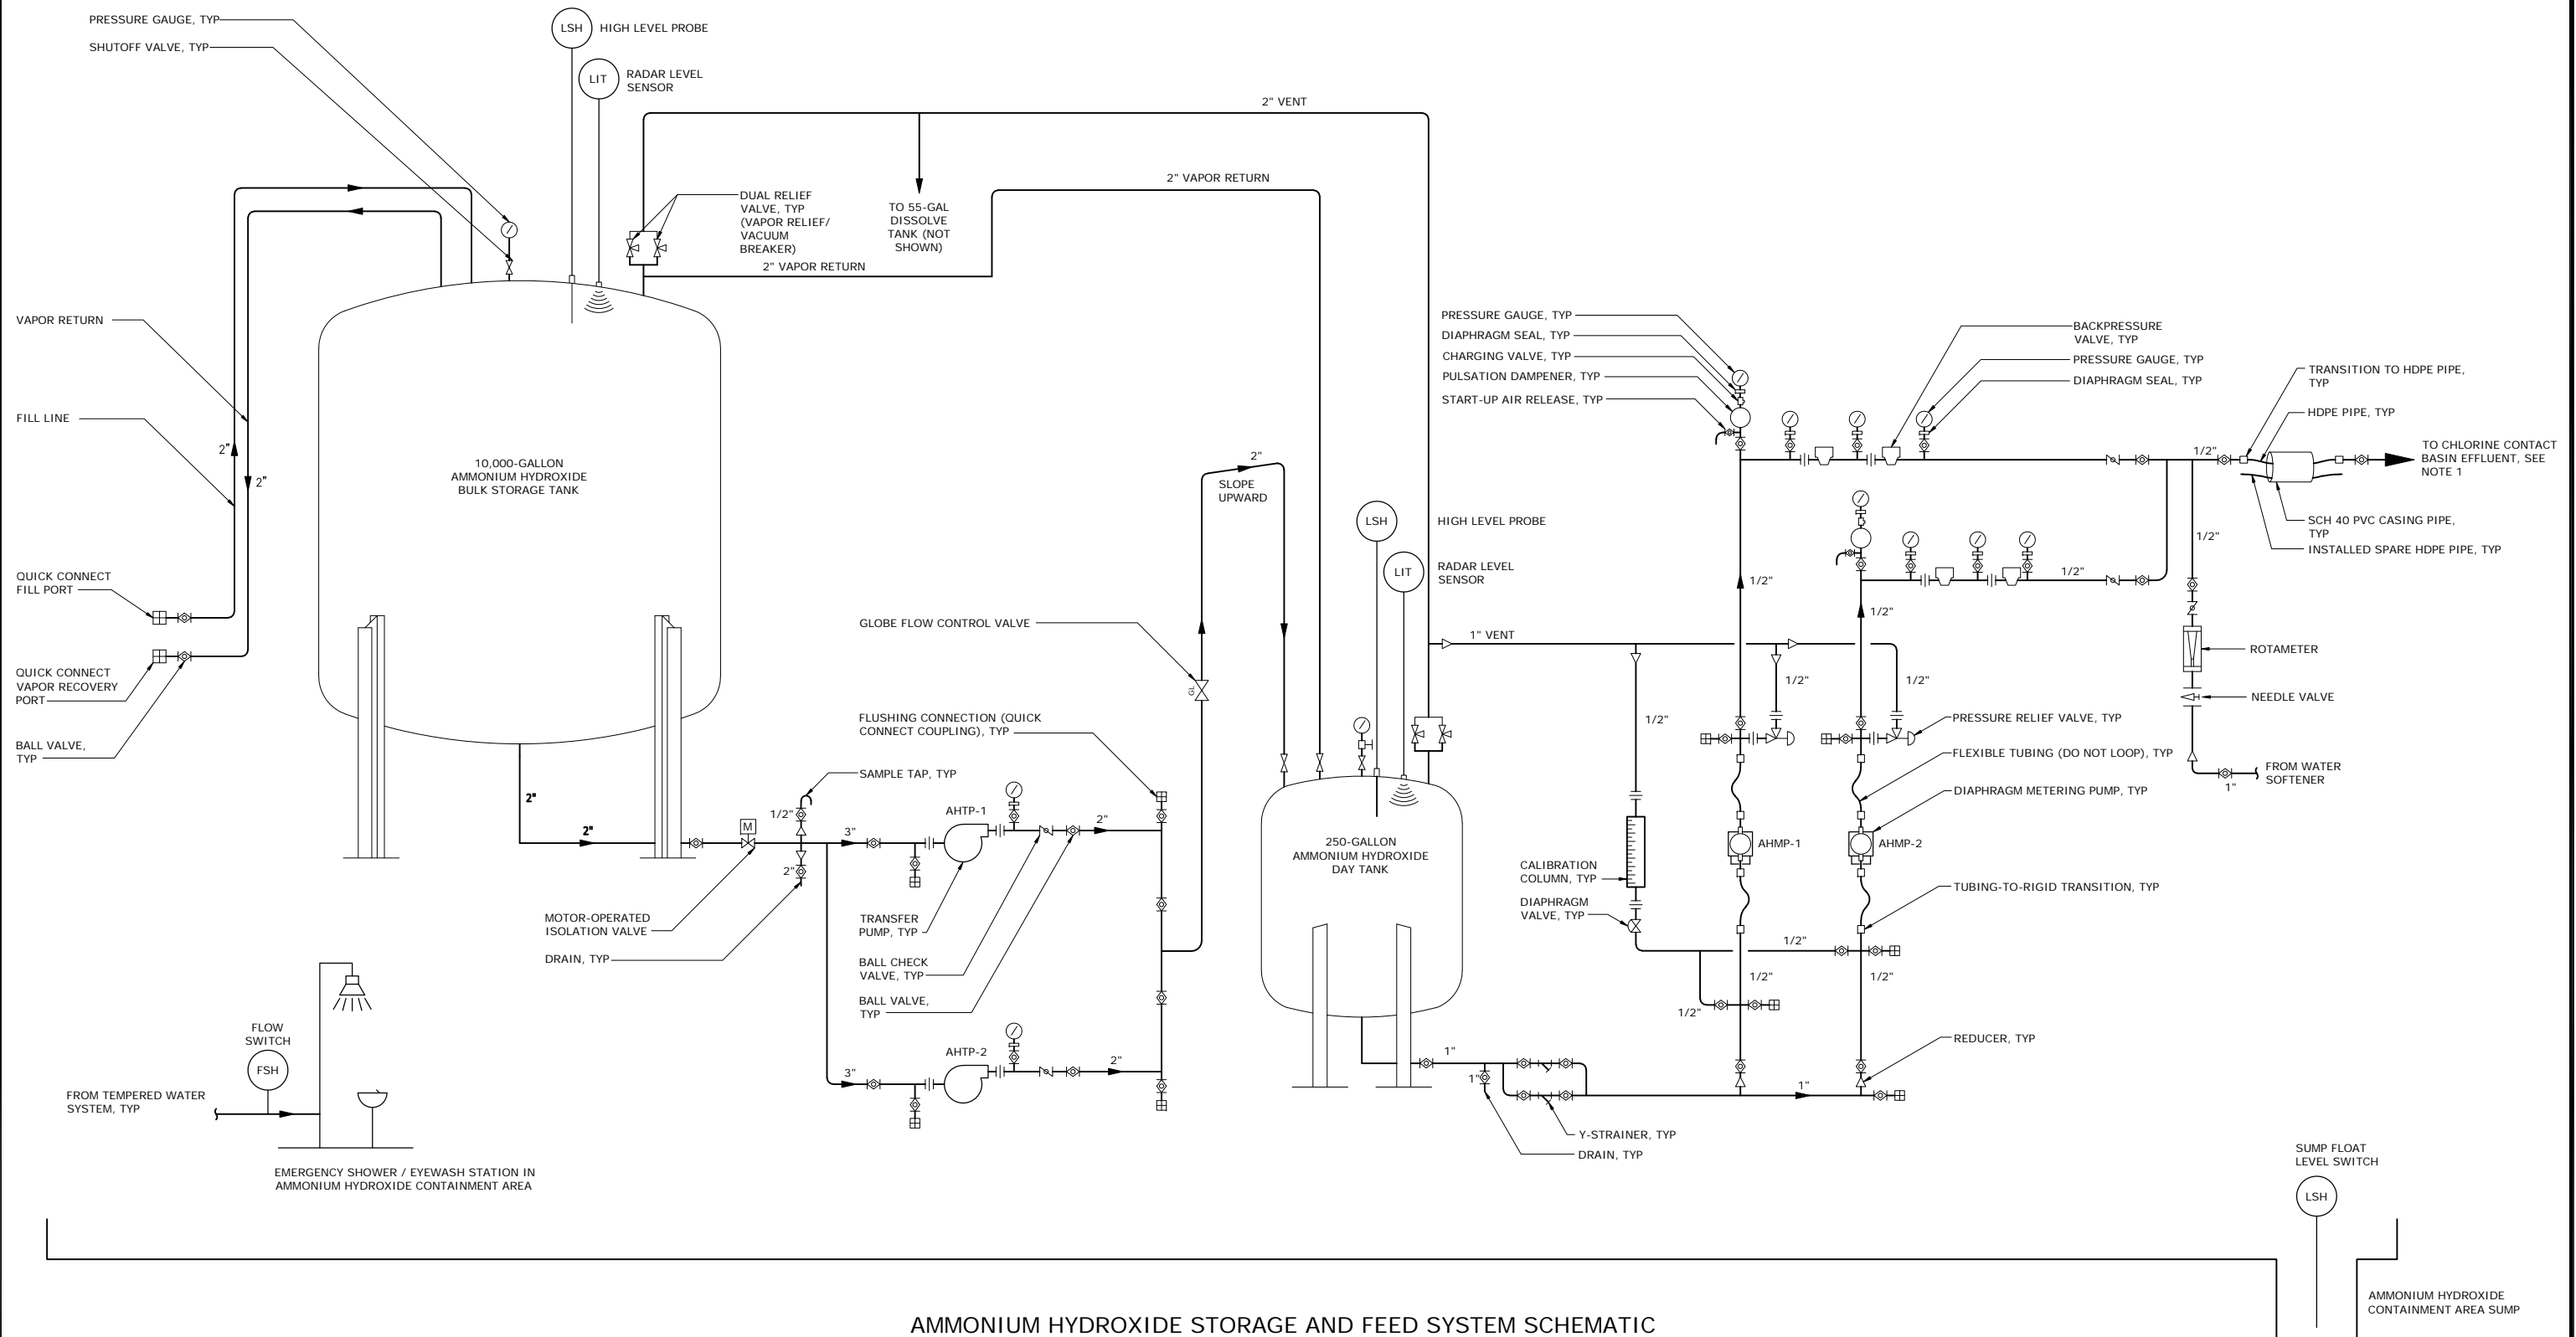 PRESSURE GAUGE, TYP
SHUTOFF VALVE, TYP
LSH
HIGH LEVEL PROBE
LIT
RADAR LEVEL
SENSOR
2" VENT
2" VAPOR RETURN
DUAL RELIEF
VALVE, TYP
(VAPOR RELIEF/
VACUUM
BREAKER)
TO 55-GAL
DISSOLVE
TANK (NOT
SHOWN)
2" VAPOR RETURN
VAPOR RETURN
FILL LINE
2"
2"
10,000-GALLON
AMMONIUM HYDROXIDE
BULK STORAGE TANK
QUICK CONNECT
FILL PORT
QUICK CONNECT
VAPOR RECOVERY
PORT
BALL VALVE,
TYP
2"
2"
M
1/2"
2"
SAMPLE TAP, TYP
MOTOR-OPERATED
ISOLATION VALVE
DRAIN, TYP
3"
AHTP-1
2"
TRANSFER
PUMP, TYP
BALL CHECK
VALVE, TYP
BALL VALVE,
TYP
3"
AHTP-2
2"
FLUSHING CONNECTION (QUICK
CONNECT COUPLING), TYP
GLOBE FLOW CONTROL VALVE
GL
2"
SLOPE
UPWARD
LSH
HIGH LEVEL PROBE
LIT
RADAR LEVEL
SENSOR
250-GALLON
AMMONIUM HYDROXIDE
DAY TANK
PRESSURE GAUGE, TYP
DIAPHRAGM SEAL, TYP
CHARGING VALVE, TYP
PULSATION DAMPENER, TYP
START-UP AIR RELEASE, TYP
BACKPRESSURE
VALVE, TYP
PRESSURE GAUGE, TYP
DIAPHRAGM SEAL, TYP
TRANSITION TO HDPE PIPE,
TYP
HDPE PIPE, TYP
1/2"
TO CHLORINE CONTACT
BASIN EFFLUENT, SEE
NOTE 1
SCH 40 PVC CASING PIPE,
TYP
INSTALLED SPARE HDPE PIPE, TYP
1/2"
1/2"
1/2"
1/2"
1" VENT
1/2"
1/2"
1/2"
ROTAMETER
NEEDLE VALVE
FROM WATER
SOFTENER
1"
PRESSURE RELIEF VALVE, TYP
FLEXIBLE TUBING (DO NOT LOOP), TYP
DIAPHRAGM METERING PUMP, TYP
AHMP-1
AHMP-2
CALIBRATION
COLUMN, TYP
DIAPHRAGM
VALVE, TYP
TUBING-TO-RIGID TRANSITION, TYP
1/2"
1/2"
1/2"
1/2"
REDUCER, TYP
1"
1"
1"
Y-STRAINER, TYP
DRAIN, TYP
FLOW
SWITCH
FSH
FROM TEMPERED WATER
SYSTEM, TYP
EMERGENCY SHOWER / EYEWASH STATION IN
AMMONIUM HYDROXIDE CONTAINMENT AREA
SUMP FLOAT
LEVEL SWITCH
LSH
AMMONIUM HYDROXIDE
CONTAINMENT AREA SUMP
AMMONIUM HYDROXIDE STORAGE AND FEED SYSTEM SCHEMATIC